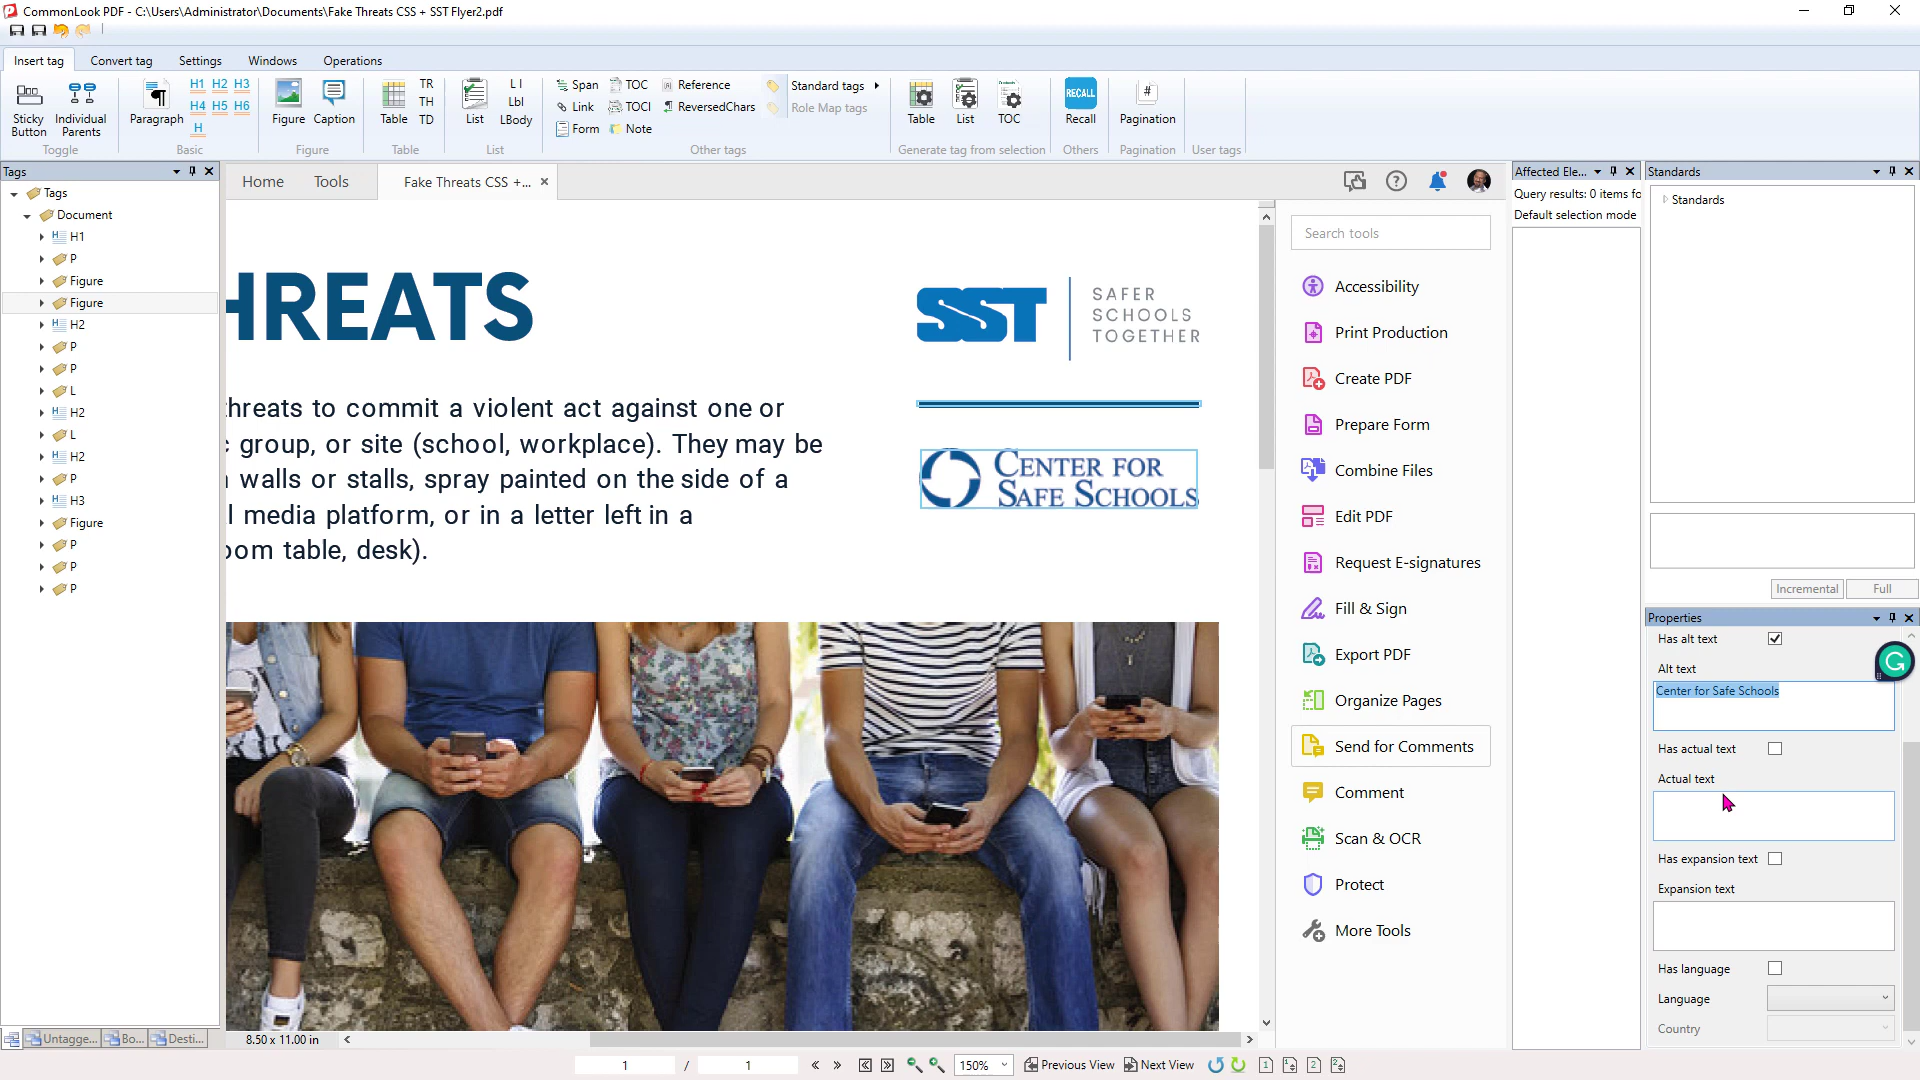 CommonLook PDF - C:\Users\Administrator\Documents\Fake Threats CSS + SST Flyer2.pdf
Insert tag Convert tag Settings Windows Operations
Sticky Button
Individual Parents
Toggle
Paragraph
H1 H2 H3
H4 H5 H6
H
Basic
Figure Caption
Figure
Table
TR
TH
TD
Table
List
L I
Lbl
LBody
List
Span TOC Reference
Link TOCI ReversedChars
Form Note
Standard tags
Role Map tags
Other tags
Table List TOC
Generate tag from selection
RECALL
Recall
Others
#
Pagination
Pagination
User tags
Tags
Tags
Document
H1
P
Figure
Figure
H2
P
P
L
H2
L
H2
P
H3
Figure
P
P
P
Untagge... Bo... Desti...
Home Tools Fake Threats CSS +...
HREATS
SST
SAFER
SCHOOLS
TOGETHER
threats to commit a violent act against one or
c group, or site (school, workplace). They may be
walls or stalls, spray painted on the side of a
l media platform, or in a letter left in a
oom table, desk).
CENTER FOR
SAFE SCHOOLS
8.50 x 11.00 in
1 / 1
150%
Previous View Next View
1 1 2 2
Search tools
Accessibility
Print Production
Create PDF
Prepare Form
Combine Files
Edit PDF
Request E-signatures
Fill & Sign
Export PDF
Organize Pages
Send for Comments
Comment
Scan & OCR
Protect
More Tools
Affected Ele...
Query results: 0 items fo
Default selection mode
Standards
Standards
Incremental Full
Properties
Has alt text
Alt text
Center for Safe Schools
Has actual text
Actual text
Has expansion text
Expansion text
Has language
Language
Country